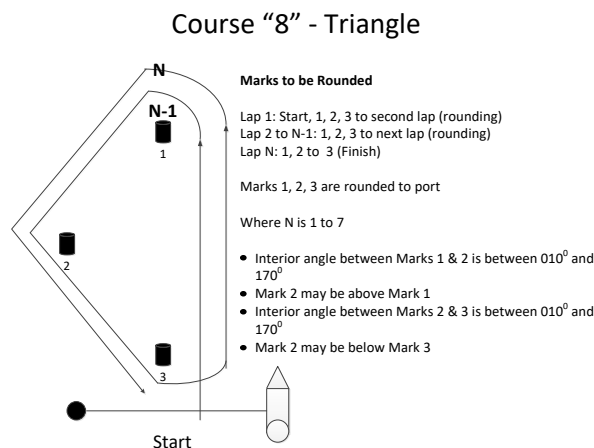 Course “8” - Triangle
N
N-1
1
2
3
Start
Marks to be Rounded
Lap 1: Start, 1, 2, 3 to second lap (rounding)
Lap 2 to N-1: 1, 2, 3 to next lap (rounding)
Lap N: 1, 2 to  3 (Finish)
Marks 1, 2, 3 are rounded to port
Where N is 1 to 7
• Interior angle between Marks 1 & 2 is between 010⁰ and
170⁰
• Mark 2 may be above Mark 1
• Interior angle between Marks 2 & 3 is between 010⁰ and
170⁰
• Mark 2 may be below Mark 3